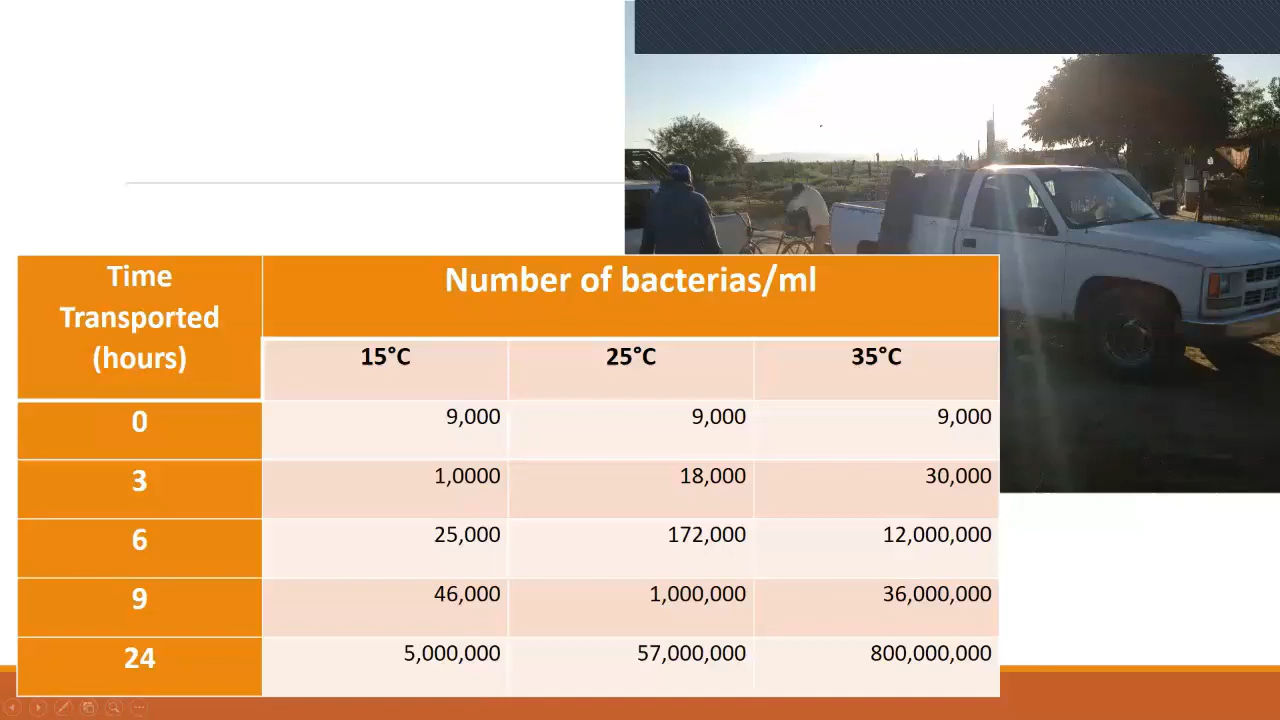 Time
Transported
(hours)
Number of bacterias/ml
15°C 25°C 35°C
0 9,000 9,000 9,000
3 1,0000 18,000 30,000
6 25,000 172,000 12,000,000
9 46,000 1,000,000 36,000,000
24 5,000,000 57,000,000 800,000,000